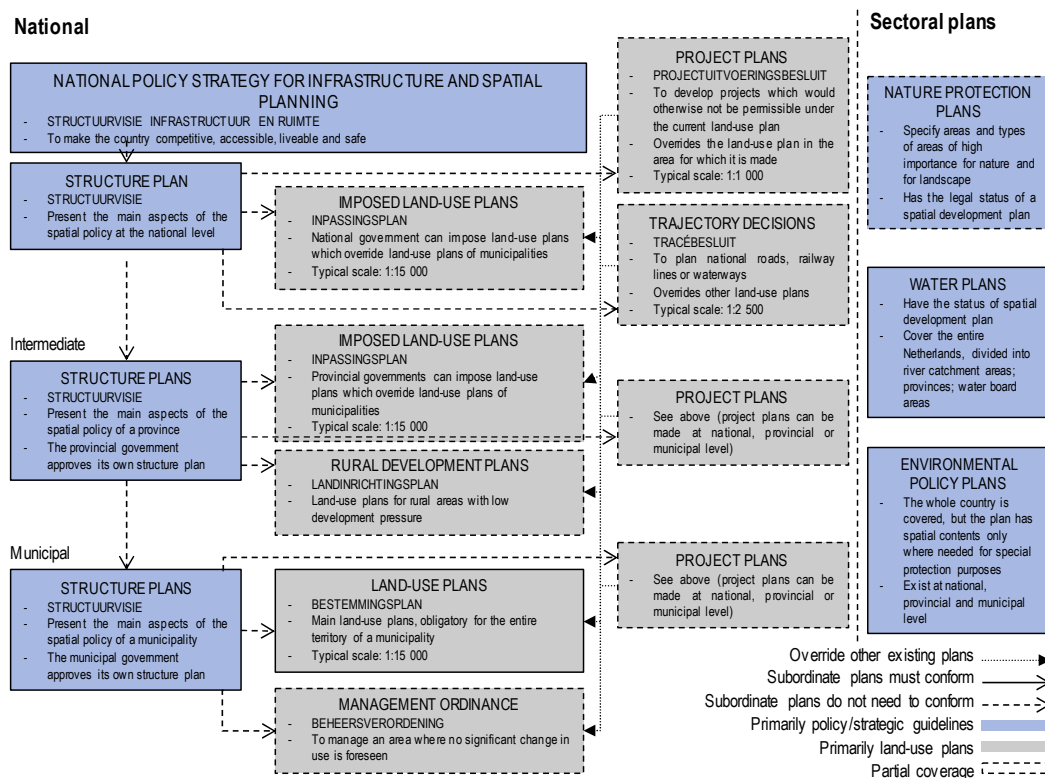 National
Sectoral plans
NATIONAL POLICY STRATEGY FOR INFRASTRUCTURE AND SPATIAL
PLANNING
- STRUCTUURVISIE INFRASTRUCTUUR EN RUIMTE
- To make the country competitive, accessible, liveable and safe
STRUCTURE PLAN
- STRUCTUURVISIE
- Present the main aspects of the
spatial policy at the national level
IMPOSED LAND-USE PLANS
- INPASSINGSPLAN
- National government can impose land-use plans
which override land-use plans of municipalities
- Typical scale: 1:15 000
PROJECT PLANS
- PROJECTUITVOERINGSBESLUIT
- To develop projects which would
otherwise not be permissible under
the current land-use plan
- Overrides the land-use plan in the
area for which it is made
- Typical scale: 1:1 000
TRAJECTORY DECISIONS
- TRACÉBESLUIT
- To plan national roads, railway
lines or waterways
- Overrides other land-use plans
- Typical scale: 1:2 500
NATURE PROTECTION
PLANS
- Specify areas and types
of areas of high
importance for nature and
for landscape
- Has the legal status of a
spatial development plan
WATER PLANS
- Have the status of spatial
development plan
- Cover the entire
Netherlands, divided into
river catchment areas;
provinces; water board
areas
Intermediate
STRUCTURE PLANS
- STRUCTUURVISIE
- Present the main aspects of the
spatial policy of a province
- The provincial government
approves its own structure plan
IMPOSED LAND-USE PLANS
- INPASSINGSPLAN
- Provincial governments can impose land-use
plans which override land-use plans of
municipalities
- Typical scale: 1:15 000
RURAL DEVELOPMENT PLANS
- LANDINRICHTINGSPLAN
- Land-use plans for rural areas with low
development pressure
PROJECT PLANS
- See above (project plans can be
made at national, provincial or
municipal level)
ENVIRONMENTAL
POLICY PLANS
- The whole country is
covered, but the plan has
spatial contents only
where needed for special
protection purposes
- Exist at national,
provincial and municipal
level
Municipal
STRUCTURE PLANS
- STRUCTUURVISIE
- Present the main aspects of the
spatial policy of a municipality
- The municipal government
approves its own structure plan
LAND-USE PLANS
- BESTEMMINGSPLAN
- Main land-use plans, obligatory for the entire
territory of a municipality
- Typical scale: 1:15 000
MANAGEMENT ORDINANCE
- BEHEERSVERORDENING
- To manage an area where no significant change in
use is foreseen
PROJECT PLANS
- See above (project plans can be
made at national, provincial or
municipal level)
Override other existing plans
Subordinate plans must conform
Subordinate plans do not need to conform
Primarily policy/strategic guidelines
Primarily land-use plans
Partial coverage